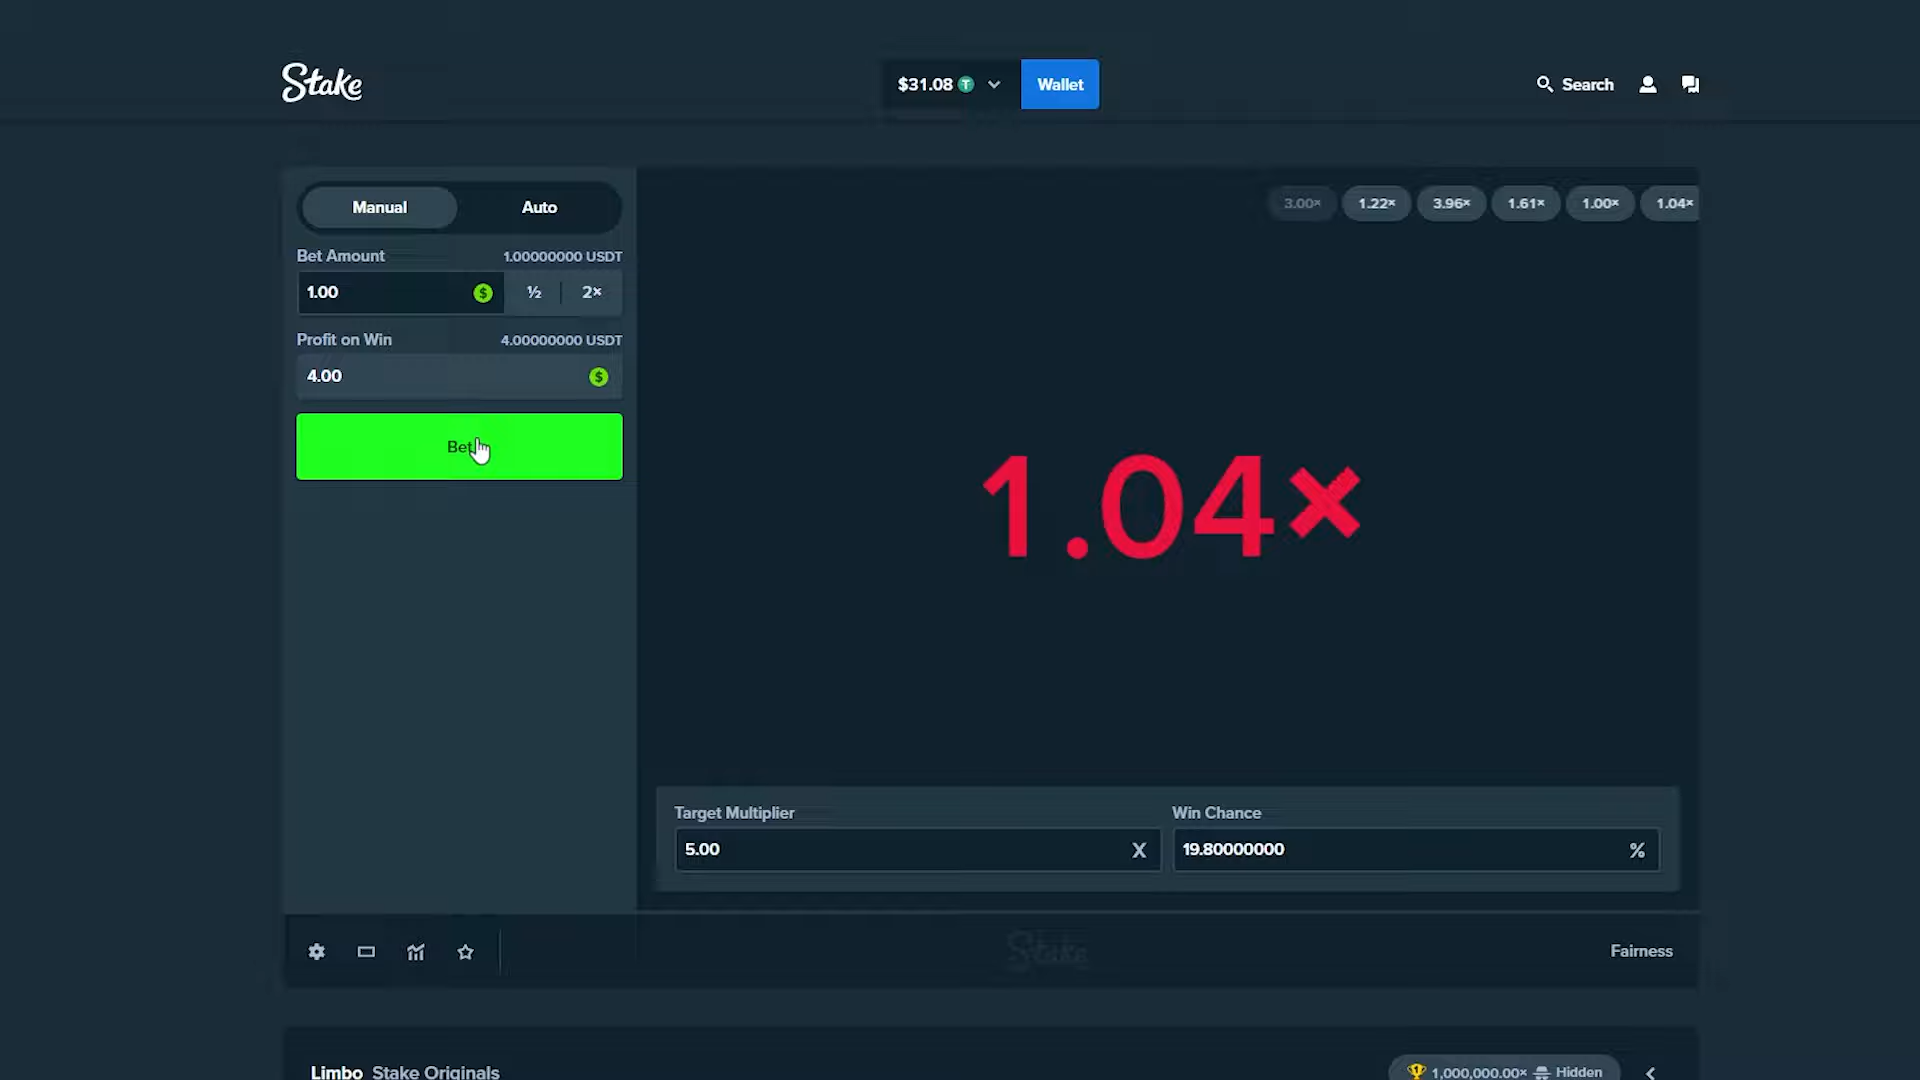 Stake
$31.08
Wallet
Search
Manual
Auto
3.00×
1.22×
3.96×
1.61×
1.00×
1.04×
Bet Amount
1.00000000 USDT
1.00
½
2×
Profit on Win
4.00000000 USDT
4.00
Bet
1.04×
Target Multiplier
Win Chance
5.00
X
19.80000000
%
Stake
Fairness
Limbo Stake Originals
1,000,000.00× Hidden